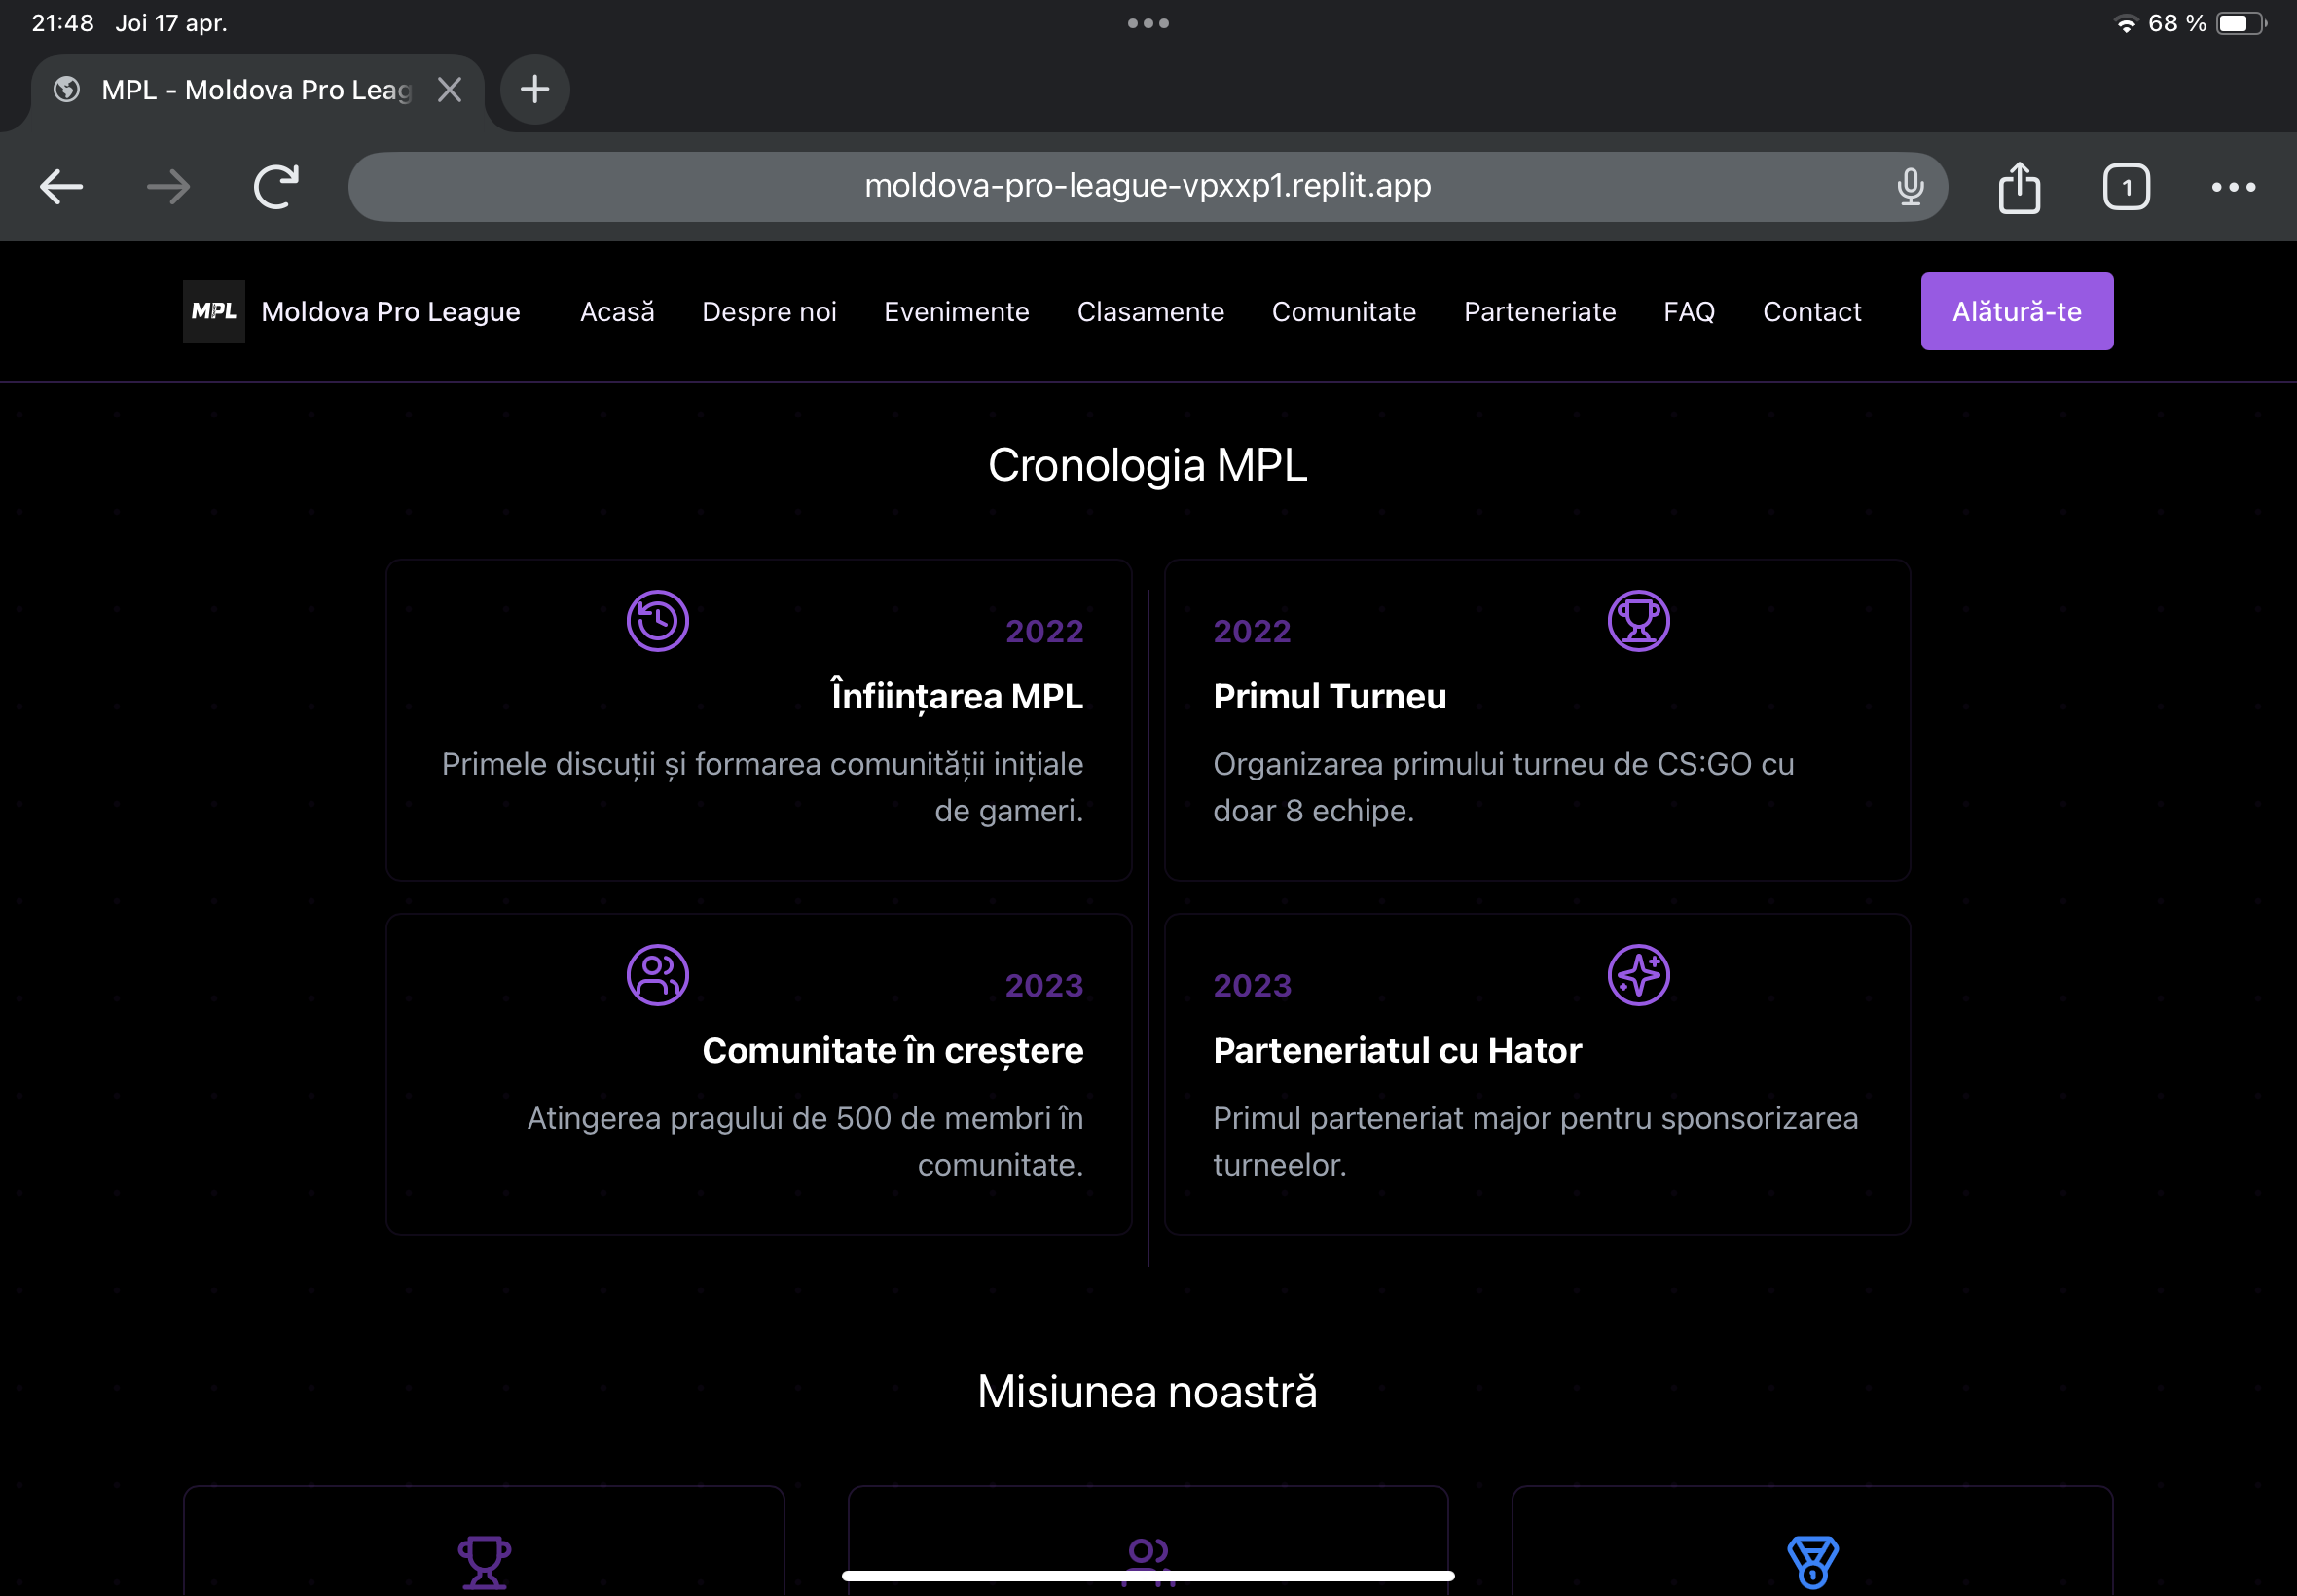 21:48 Joi 17 apr.
68 %
MPL - Moldova Pro Leag
moldova-pro-league-vpxxp1.replit.app
1
MPL Moldova Pro League Acasă Despre noi Evenimente Clasamente Comunitate Parteneriate FAQ Contact Alătură-te
Cronologia MPL
2022
Înființarea MPL
Primele discuții și formarea comunității inițiale
de gameri.
2022
Primul Turneu
Organizarea primului turneu de CS:GO cu
doar 8 echipe.
2023
Comunitate în creștere
Atingerea pragului de 500 de membri în
comunitate.
2023
Parteneriatul cu Hator
Primul parteneriat major pentru sponsorizarea
turneelor.
Misiunea noastră